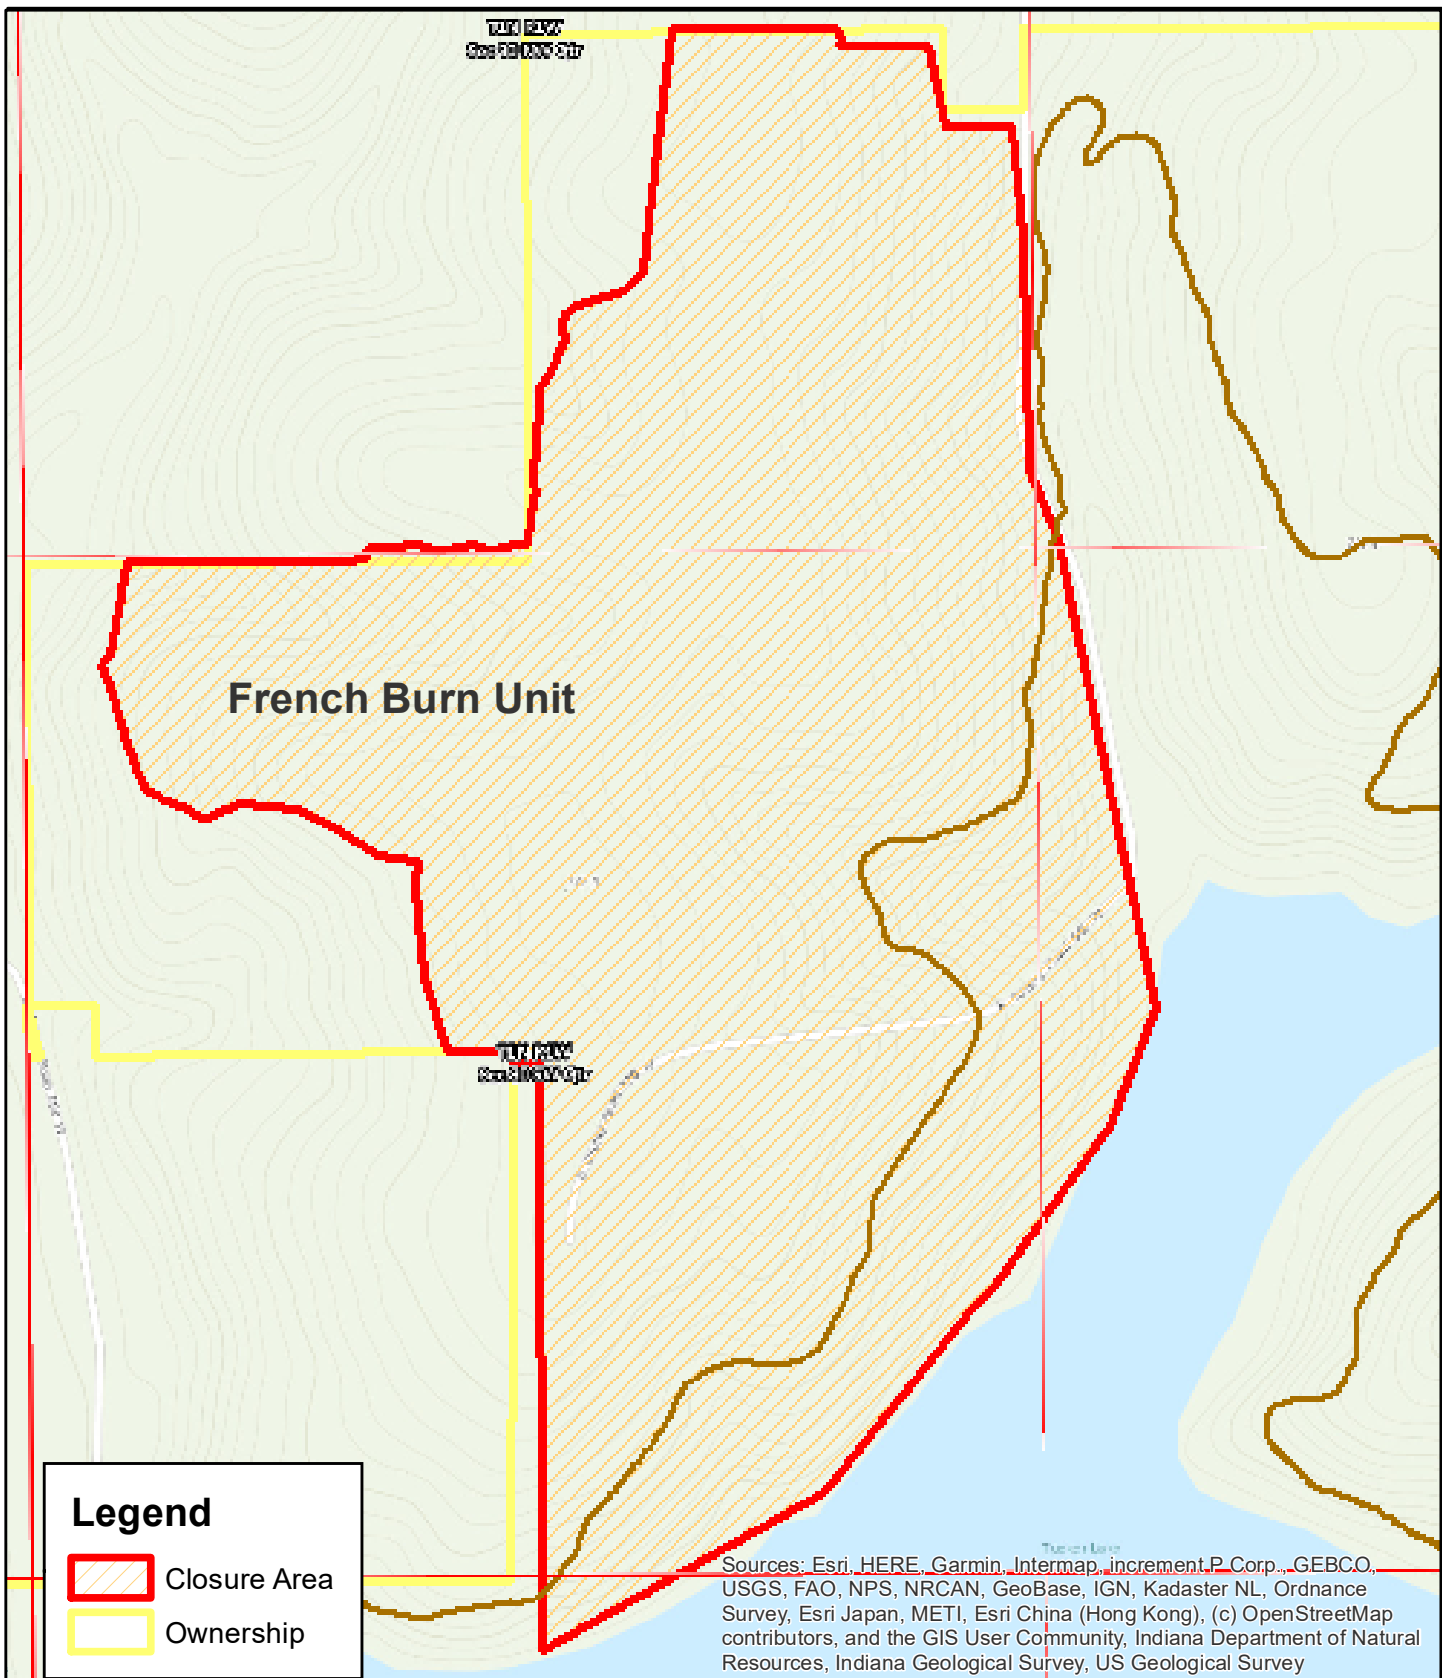 French Burn Unit
Tucker Lake
Legend
Closure Area
Ownership
Sources: Esri, HERE, Garmin, Intermap, increment P Corp., GEBCO,
USGS, FAO, NPS, NRCAN, GeoBase, IGN, Kadaster NL, Ordnance
Survey, Esri Japan, METI, Esri China (Hong Kong), (c) OpenStreetMap
contributors, and the GIS User Community, Indiana Department of Natural
Resources, Indiana Geological Survey, US Geological Survey